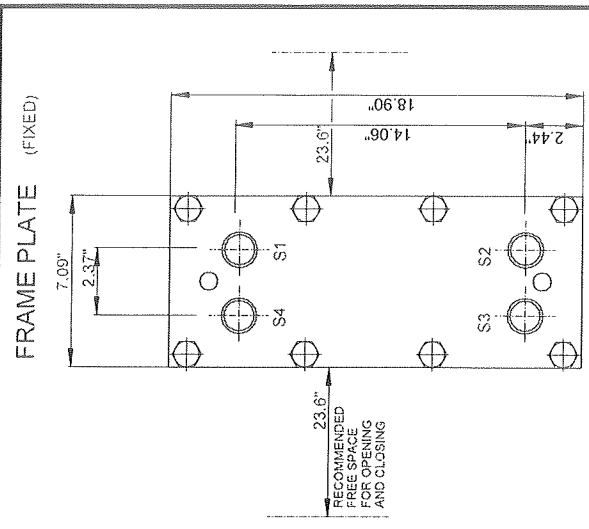 FRAME PLATE (FIXED)
7.09"
2.37"
23.6"
18.90"
14.06"
2.44"
S4
S1
S3
S2
23.6"
RECOMMENDED
FREE SPACE
FOR OPENING
AND CLOSING